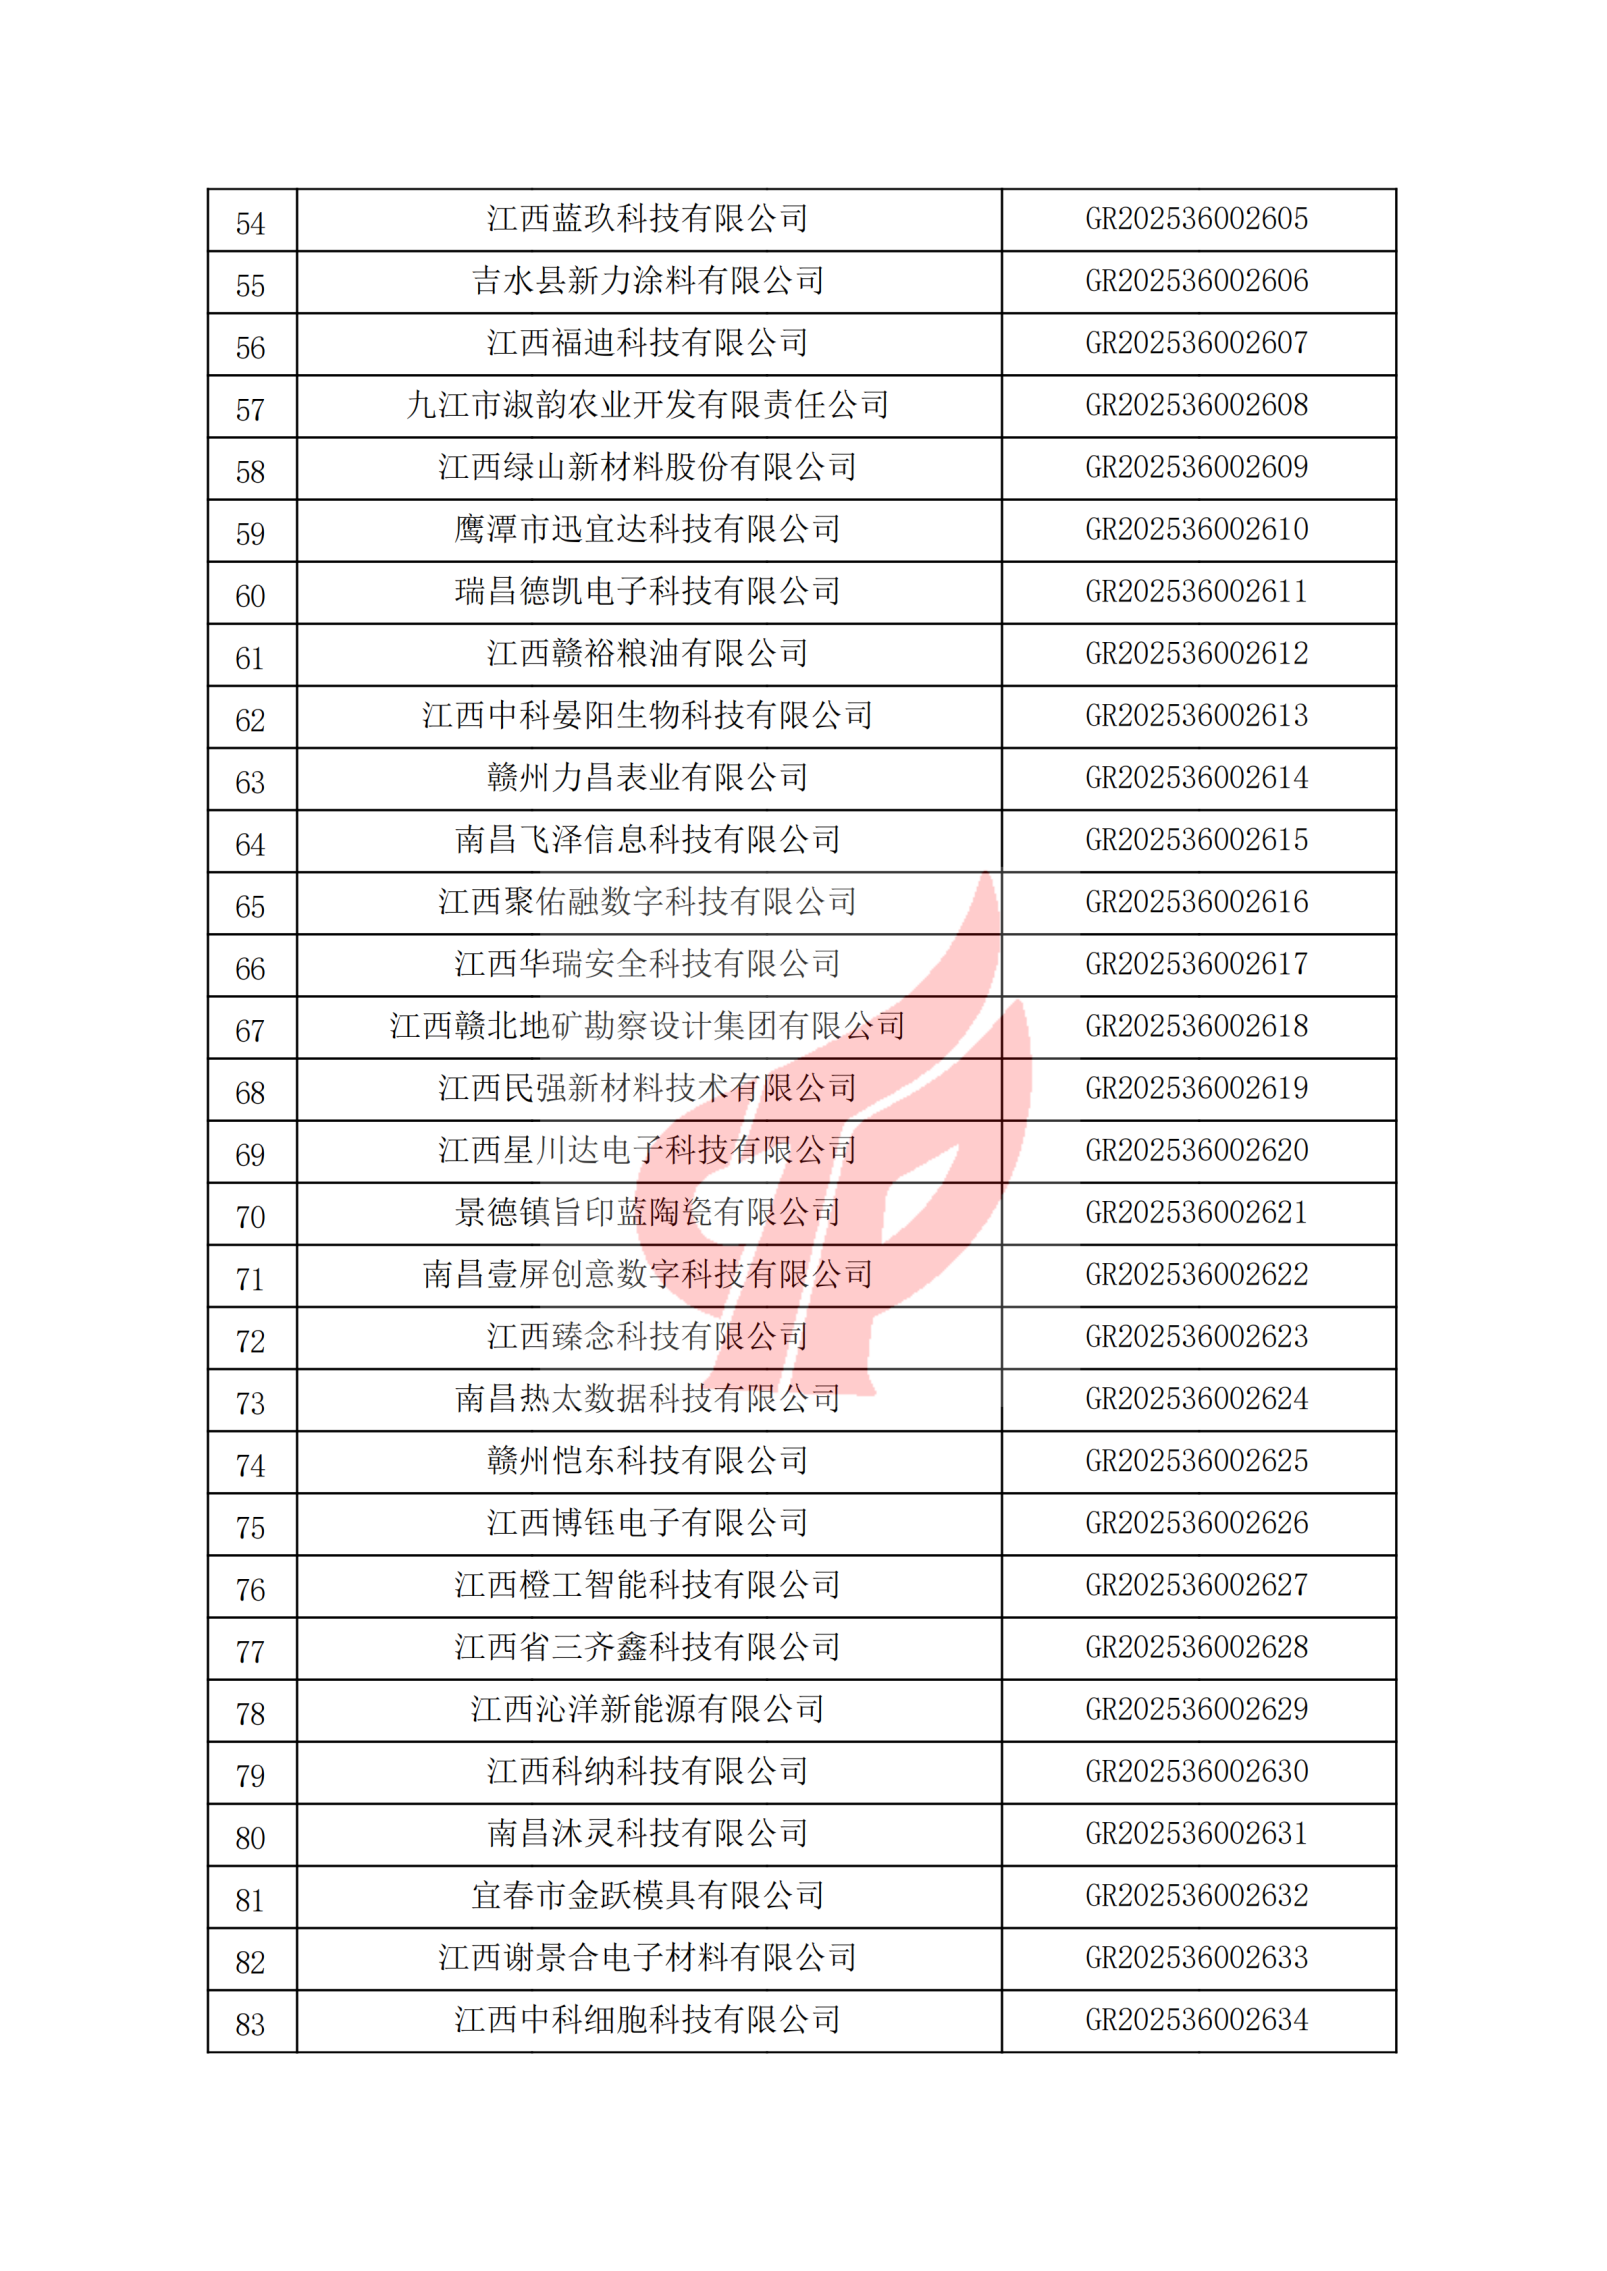 54 江西蓝玖科技有限公司 GR202536002605
55 吉水县新力涂料有限公司 GR202536002606
56 江西福迪科技有限公司 GR202536002607
57 九江市淑韵农业开发有限责任公司 GR202536002608
58 江西绿山新材料股份有限公司 GR202536002609
59 鹰潭市迅宜达科技有限公司 GR202536002610
60 瑞昌德凯电子科技有限公司 GR202536002611
61 江西赣裕粮油有限公司 GR202536002612
62 江西中科晏阳生物科技有限公司 GR202536002613
63 赣州力昌表业有限公司 GR202536002614
64 南昌飞泽信息科技有限公司 GR202536002615
65 江西聚佑融数字科技有限公司 GR202536002616
66 江西华瑞安全科技有限公司 GR202536002617
67 江西赣北地矿勘察设计集团有限公司 GR202536002618
68 江西民强新材料技术有限公司 GR202536002619
69 江西星川达电子科技有限公司 GR202536002620
70 景德镇旨印蓝陶瓷有限公司 GR202536002621
71 南昌壹屏创意数字科技有限公司 GR202536002622
72 江西臻念科技有限公司 GR202536002623
73 南昌热太数据科技有限公司 GR202536002624
74 赣州恺东科技有限公司 GR202536002625
75 江西博钰电子有限公司 GR202536002626
76 江西橙工智能科技有限公司 GR202536002627
77 江西省三齐鑫科技有限公司 GR202536002628
78 江西沁洋新能源有限公司 GR202536002629
79 江西科纳科技有限公司 GR202536002630
80 南昌沐灵科技有限公司 GR202536002631
81 宜春市金跃模具有限公司 GR202536002632
82 江西谢景合电子材料有限公司 GR202536002633
83 江西中科细胞科技有限公司 GR202536002634